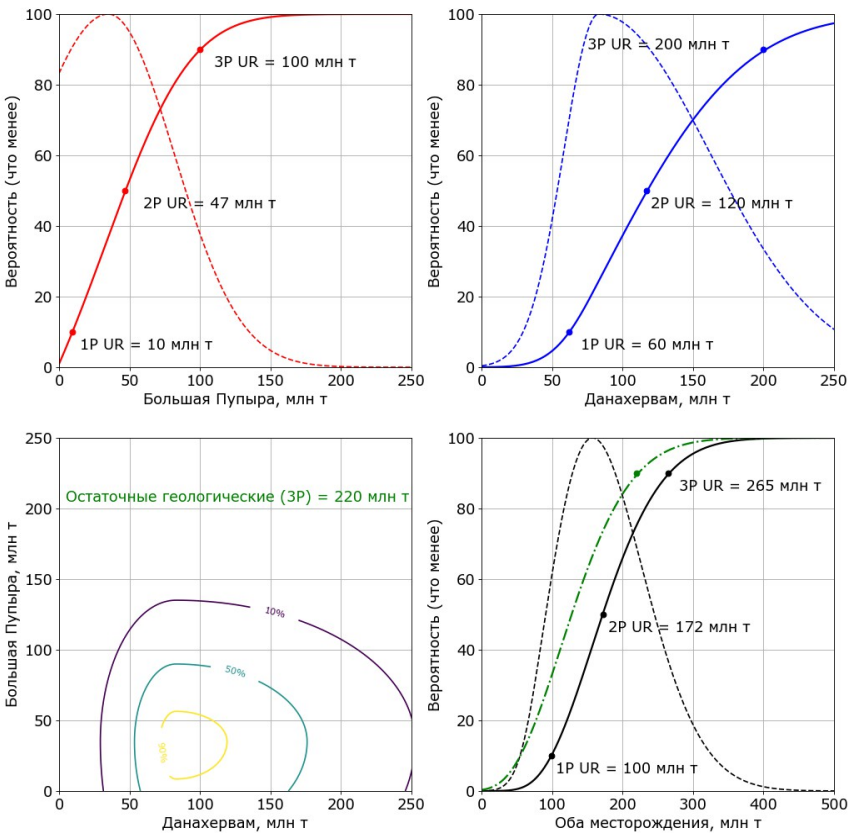 100
80
60
40
20
0
Вероятность (что менее)
3P UR = 100 млн т
2P UR = 47 млн т
1P UR = 10 млн т
0 50 100 150 200 250
Большая Пупыра, млн т
100
80
60
40
20
0
Вероятность (что менее)
3P UR = 200 млн т
2P UR = 120 млн т
1P UR = 60 млн т
0 50 100 150 200 250
Данахервам, млн т
250
200
150
100
50
0
Большая Пупыра, млн т
Остаточные геологические (3P) = 220 млн т
10%
50%
90%
0 50 100 150 200 250
Данахервам, млн т
100
80
60
40
20
0
Вероятность (что менее)
3P UR = 265 млн т
2P UR = 172 млн т
1P UR = 100 млн т
0 100 200 300 400 500
Оба месторождения, млн т